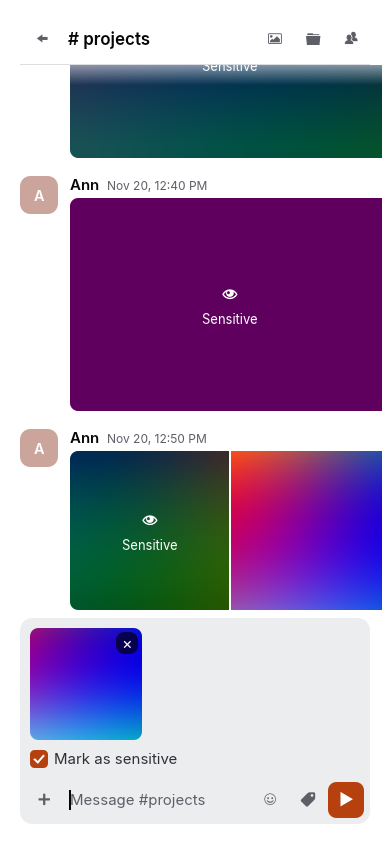 # projects
Sensitive
A
Ann Nov 20, 12:40 PM
Sensitive
A
Ann Nov 20, 12:50 PM
Sensitive
Mark as sensitive
Message #projects